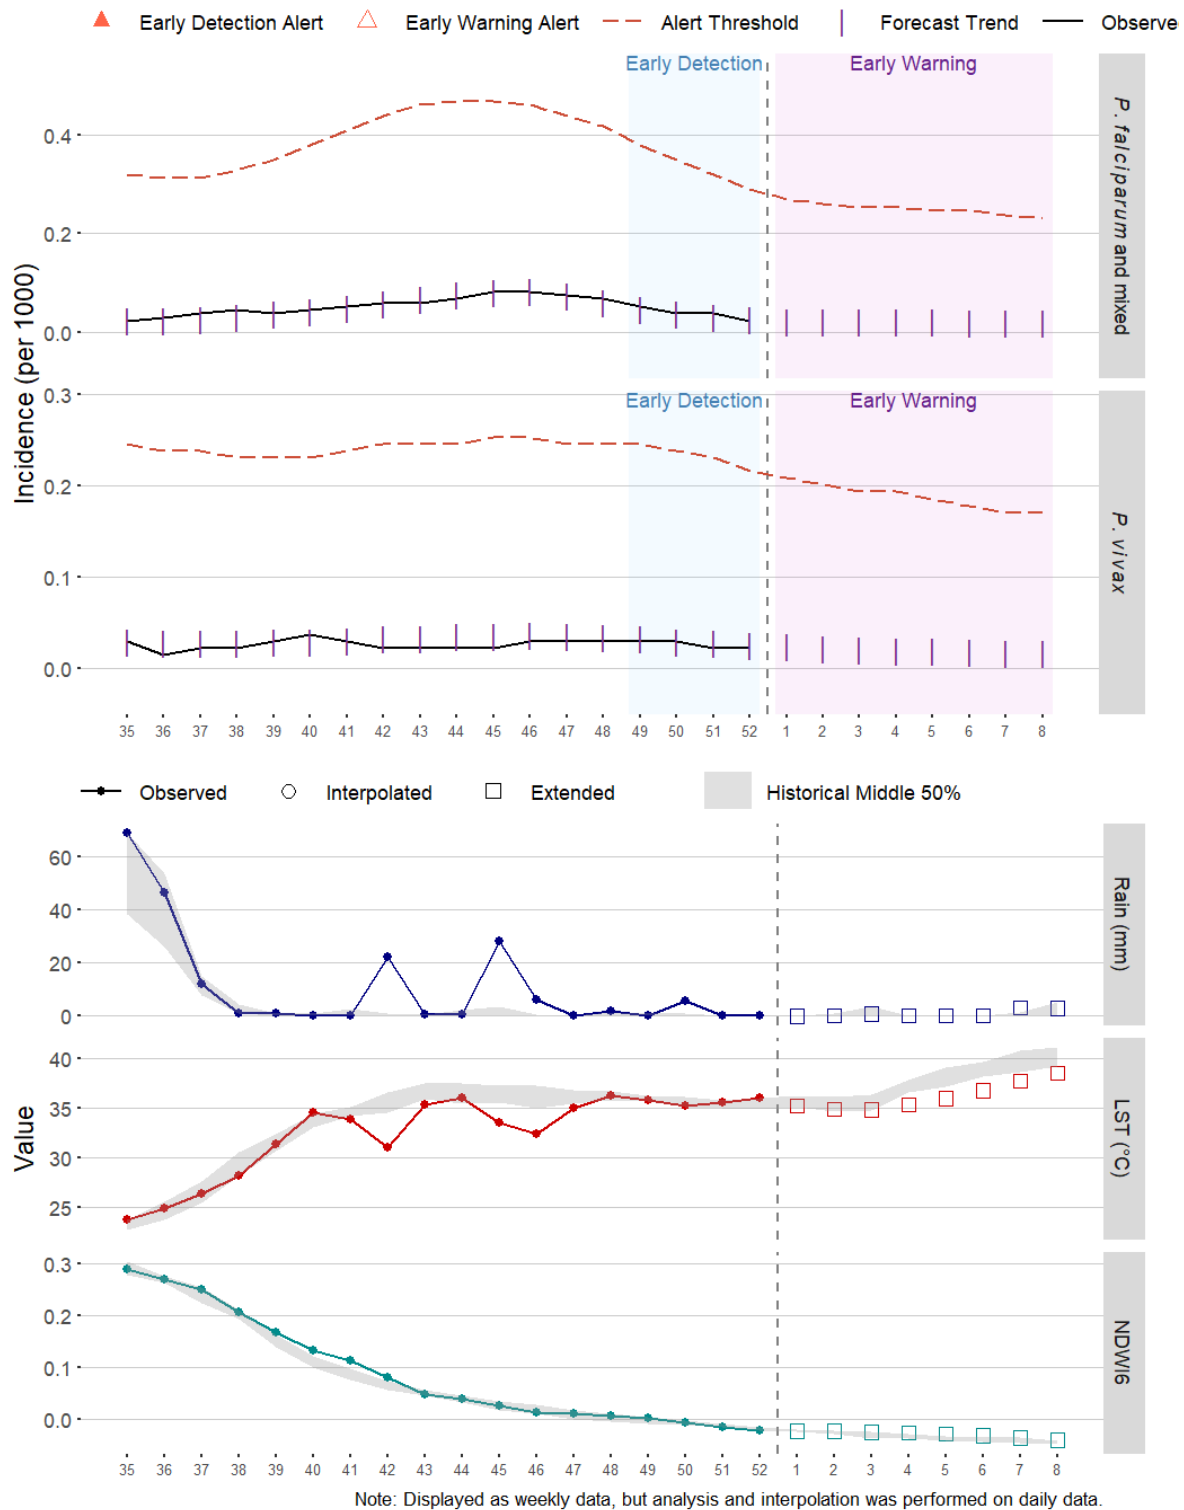 Early Detection Alert Early Warning Alert Alert Threshold Forecast Trend Observe
Early Detection Early Warning
0.4
0.2
0.0
P. falciparum and mixed
Incidence (per 1000)
Early Detection Early Warning
0.3
0.2
0.1
0.0
P. vivax
35 36 37 38 39 40 41 42 43 44 45 46 47 48 49 50 51 52 1 2 3 4 5 6 7 8
Observed Interpolated Extended Historical Middle 50%
60
40
20
0
Rain (mm)
Value
40
35
30
25
LST (°C)
0.3
0.2
0.1
0.0
NDWI6
35 36 37 38 39 40 41 42 43 44 45 46 47 48 49 50 51 52 1 2 3 4 5 6 7 8
Note: Displayed as weekly data, but analysis and interpolation was performed on daily data.